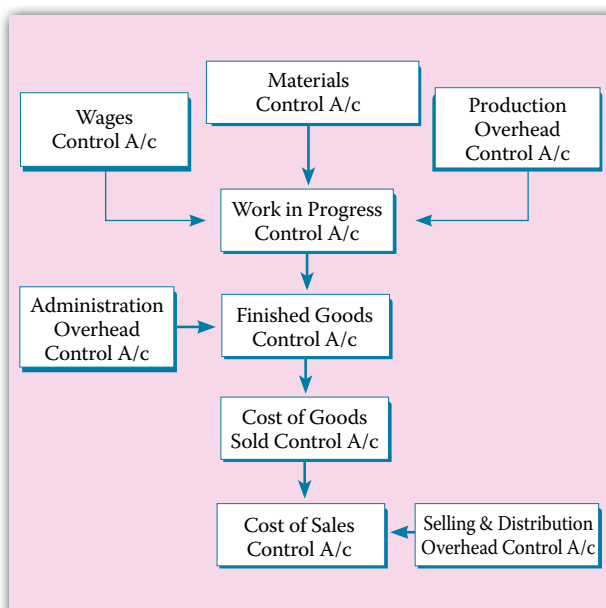 Materials
Control A/c
Wages
Control A/c
Production
Overhead
Control A/c
Work in Progress
Control A/c
Administration
Overhead
Control A/c
Finished Goods
Control A/c
Cost of Goods
Sold Control A/c
Cost of Sales
Control A/c
Selling & Distribution
Overhead Control A/c